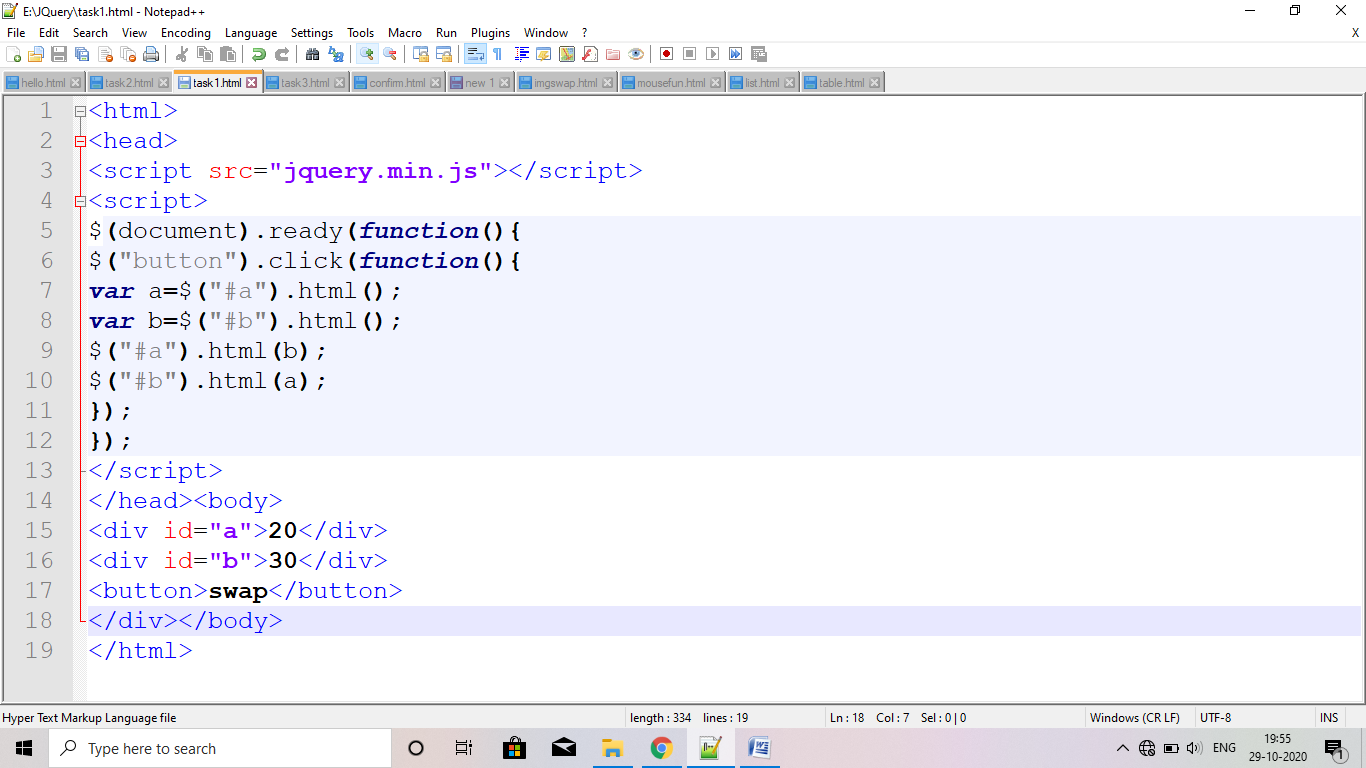 E:\JQuery\task1.html - Notepad++
File Edit Search View Encoding Language Settings Tools Macro Run Plugins Window ? X
hello.html task2.html task1.html task3.html confirm.html new 1 imgswap.html mousefun.html list.html table.html
1 <html>
2 <head>
3 <script src="jquery.min.js"></script>
4 <script>
5 $(document).ready(function(){
6 $("button").click(function(){
7 var a=$("#a").html();
8 var b=$("#b").html();
9 $("#a").html(b);
10 $("#b").html(a);
11 });
12 });
13 </script>
14 </head><body>
15 <div id="a">20</div>
16 <div id="b">30</div>
17 <button>swap</button>
18 </div></body>
19 </html>
Hyper Text Markup Language file length : 334 lines : 19 Ln : 18 Col : 7 Sel : 0 | 0 Windows (CR LF) UTF-8 INS
Type here to search ENG 19:55
29-10-2020 1